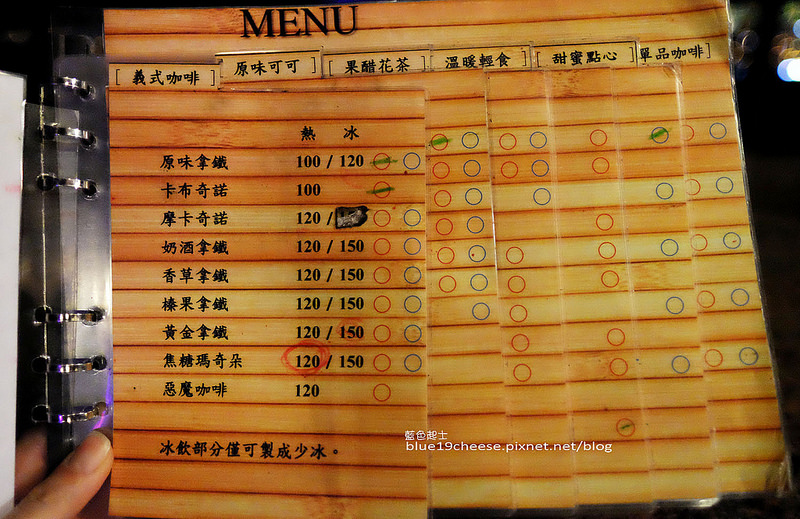 MENU
[ 義式咖啡 ] 原味可可 ] [ 果醋花茶 [ 溫暖輕食 ] [ 甜蜜點心 ] 單品咖啡 ]
熱 冰
原味拿鐵 100 / 120
卡布奇諾 100
摩卡奇諾 120 /
奶酒拿鐵 120 / 150
香草拿鐵 120 / 150
榛果拿鐵 120 / 150
黃金拿鐵 120 / 150
焦糖瑪奇朵 120 / 150
惡魔咖啡 120
冰飲部分僅可製成少冰。
藍色起士
blue19cheese.pixnet.net/blog